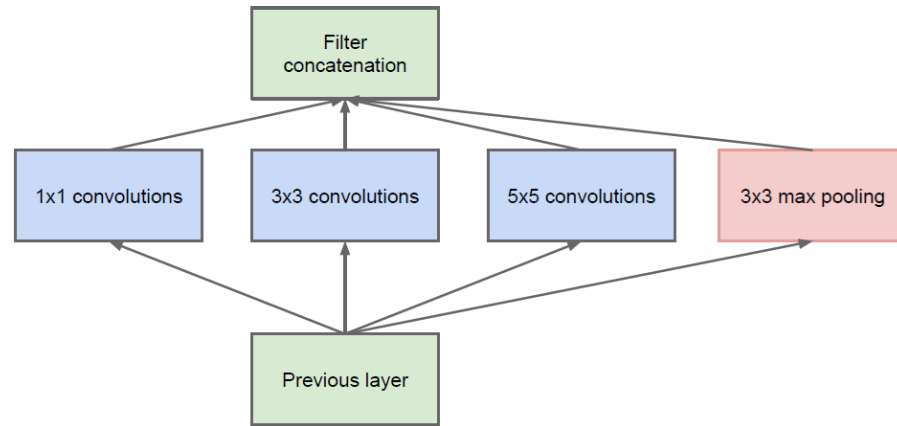 Filter
concatenation
1x1 convolutions
3x3 convolutions
5x5 convolutions
3x3 max pooling
Previous layer